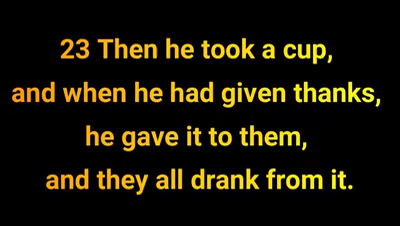 23 Then he took a cup,
and when he had given thanks,
he gave it to them,
and they all drank from it.